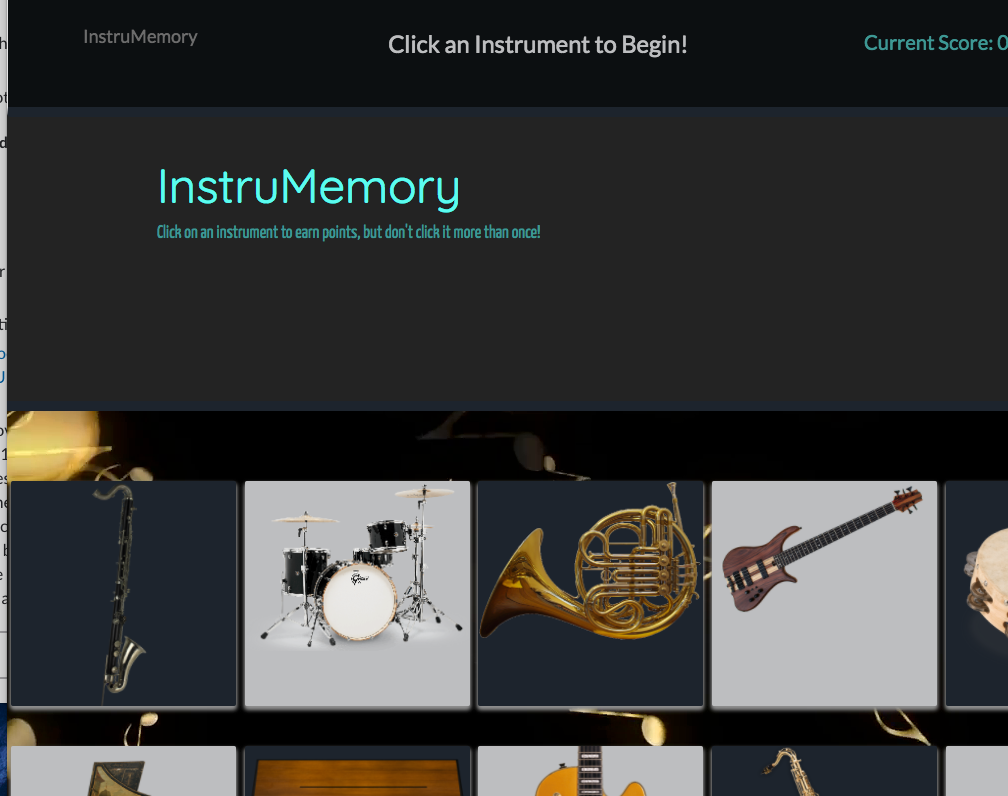 InstruMemory
Click an Instrument to Begin!
Current Score: 0
InstruMemory
Click on an instrument to earn points, but don't click it more than once!